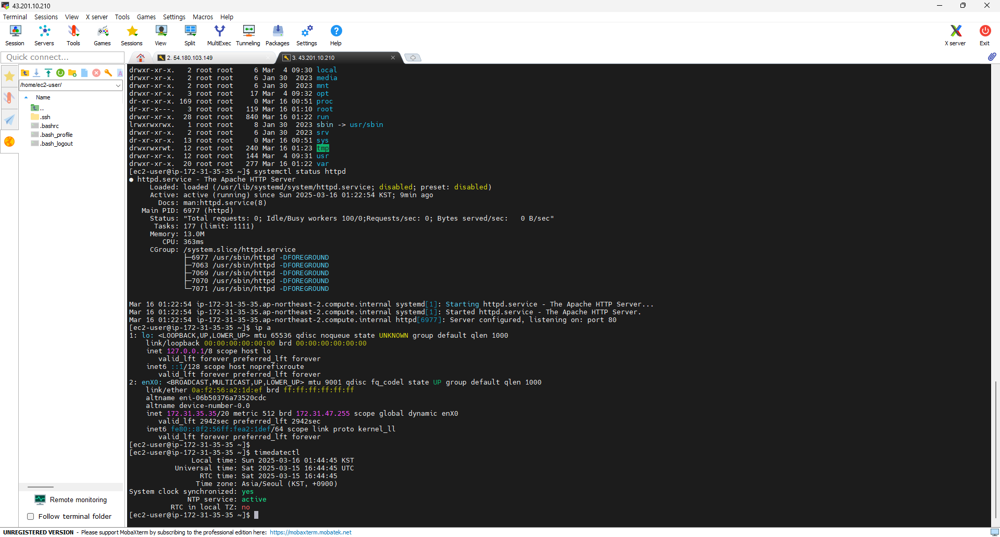 43.201.10.210
Terminal Sessions View X server Tools Games Settings Macros Help
Session Servers Tools Games Sessions View Split MultiExec Tunneling Packages Settings Help X server Exit
Quick connect...
2. 54.180.103.149
3. 43.201.10.210
/home/ec2-user/
Name
..
.ssh
.bashrc
.bash_profile
.bash_logout
Remote monitoring
Follow terminal folder
drwxr-xr-x.   2 root root     6 Mar  4 09:30 local
drwxr-xr-x.   2 root root     6 Jan 30  2023 media
drwxr-xr-x.   2 root root     6 Jan 30  2023 mnt
drwxr-xr-x.   3 root root    17 Mar  4 09:32 opt
dr-xr-xr-x. 169 root root     0 Mar 16 00:51 proc
dr-xr-x---.   3 root root   119 Mar 16 01:10 root
drwxr-xr-x.  28 root root   840 Mar 16 01:22 run
lrwxrwxrwx.   1 root root     8 Jan 30  2023 sbin -> usr/sbin
drwxr-xr-x.   2 root root     6 Jan 30  2023 srv
dr-xr-xr-x.  13 root root     0 Mar 16 00:51 sys
drwxrwxrwt.  12 root root   240 Mar 16 01:23 tmp
drwxr-xr-x.  12 root root   144 Mar  4 09:31 usr
drwxr-xr-x.  20 root root   277 Mar 16 01:22 var
[ec2-user@ip-172-31-35-35 ~]$ systemctl status httpd
● httpd.service - The Apache HTTP Server
     Loaded: loaded (/usr/lib/systemd/system/httpd.service; disabled; preset: disabled)
     Active: active (running) since Sun 2025-03-16 01:22:54 KST; 9min ago
       Docs: man:httpd.service(8)
   Main PID: 6977 (httpd)
     Status: "Total requests: 0; Idle/Busy workers 100/0;Requests/sec: 0; Bytes served/sec:   0 B/sec"
      Tasks: 177 (limit: 1111)
     Memory: 13.0M
        CPU: 363ms
     CGroup: /system.slice/httpd.service
             ├─6977 /usr/sbin/httpd -DFOREGROUND
             ├─7063 /usr/sbin/httpd -DFOREGROUND
             ├─7069 /usr/sbin/httpd -DFOREGROUND
             ├─7070 /usr/sbin/httpd -DFOREGROUND
             └─7071 /usr/sbin/httpd -DFOREGROUND
Mar 16 01:22:54 ip-172-31-35-35.ap-northeast-2.compute.internal systemd[1]: Starting httpd.service - The Apache HTTP Server...
Mar 16 01:22:54 ip-172-31-35-35.ap-northeast-2.compute.internal systemd[1]: Started httpd.service - The Apache HTTP Server.
Mar 16 01:22:54 ip-172-31-35-35.ap-northeast-2.compute.internal httpd[6977]: Server configured, listening on: port 80
[ec2-user@ip-172-31-35-35 ~]$ ip a
1: lo: <LOOPBACK,UP,LOWER_UP> mtu 65536 qdisc noqueue state UNKNOWN group default qlen 1000
    link/loopback 00:00:00:00:00:00 brd 00:00:00:00:00:00
    inet 127.0.0.1/8 scope host lo
       valid_lft forever preferred_lft forever
    inet6 ::1/128 scope host noprefixroute
       valid_lft forever preferred_lft forever
2: enX0: <BROADCAST,MULTICAST,UP,LOWER_UP> mtu 9001 qdisc fq_codel state UP group default qlen 1000
    link/ether 0a:f2:56:a2:1d:ef brd ff:ff:ff:ff:ff:ff
    altname eni-06b50376a73520cdc
    altname device-number-0.0
    inet 172.31.35.35/20 metric 512 brd 172.31.47.255 scope global dynamic enX0
       valid_lft 2942sec preferred_lft 2942sec
    inet6 fe80::8f2:56ff:fea2:1def/64 scope link proto kernel_ll
       valid_lft forever preferred_lft forever
[ec2-user@ip-172-31-35-35 ~]$
[ec2-user@ip-172-31-35-35 ~]$ timedatectl
               Local time: Sun 2025-03-16 01:44:45 KST
           Universal time: Sat 2025-03-15 16:44:45 UTC
                 RTC time: Sat 2025-03-15 16:44:45
                Time zone: Asia/Seoul (KST, +0900)
System clock synchronized: yes
              NTP service: active
          RTC in local TZ: no
[ec2-user@ip-172-31-35-35 ~]$
UNREGISTERED VERSION - Please support MobaXterm by subscribing to the professional edition here: https://mobaxterm.mobatek.net